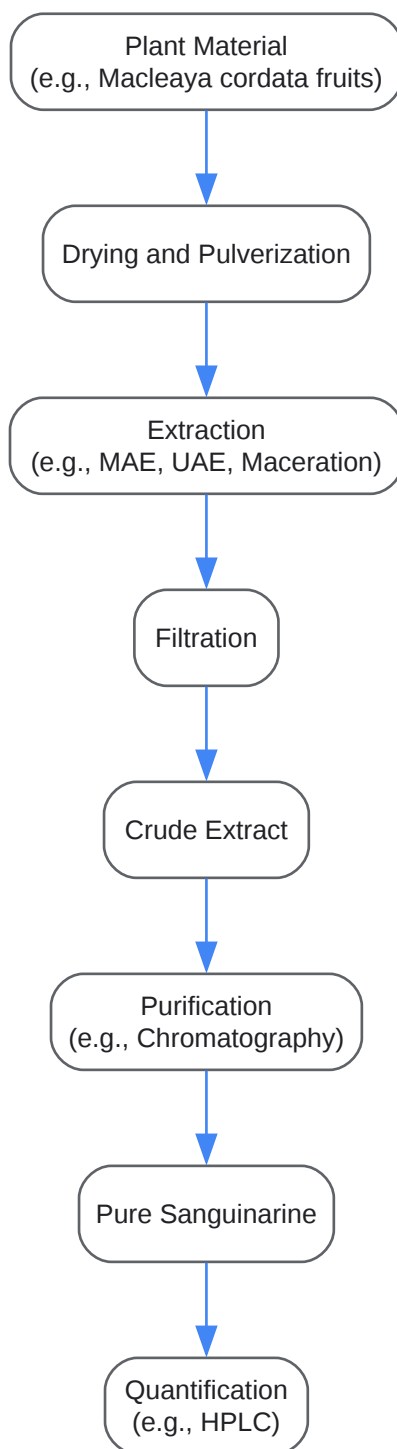 Plant Material
(e.g., Macleaya cordata fruits)
Drying and Pulverization
Extraction
(e.g., MAE, UAE, Maceration)
Filtration
Crude Extract
Purification
(e.g., Chromatography)
Pure Sanguinarine
Quantification
(e.g., HPLC)